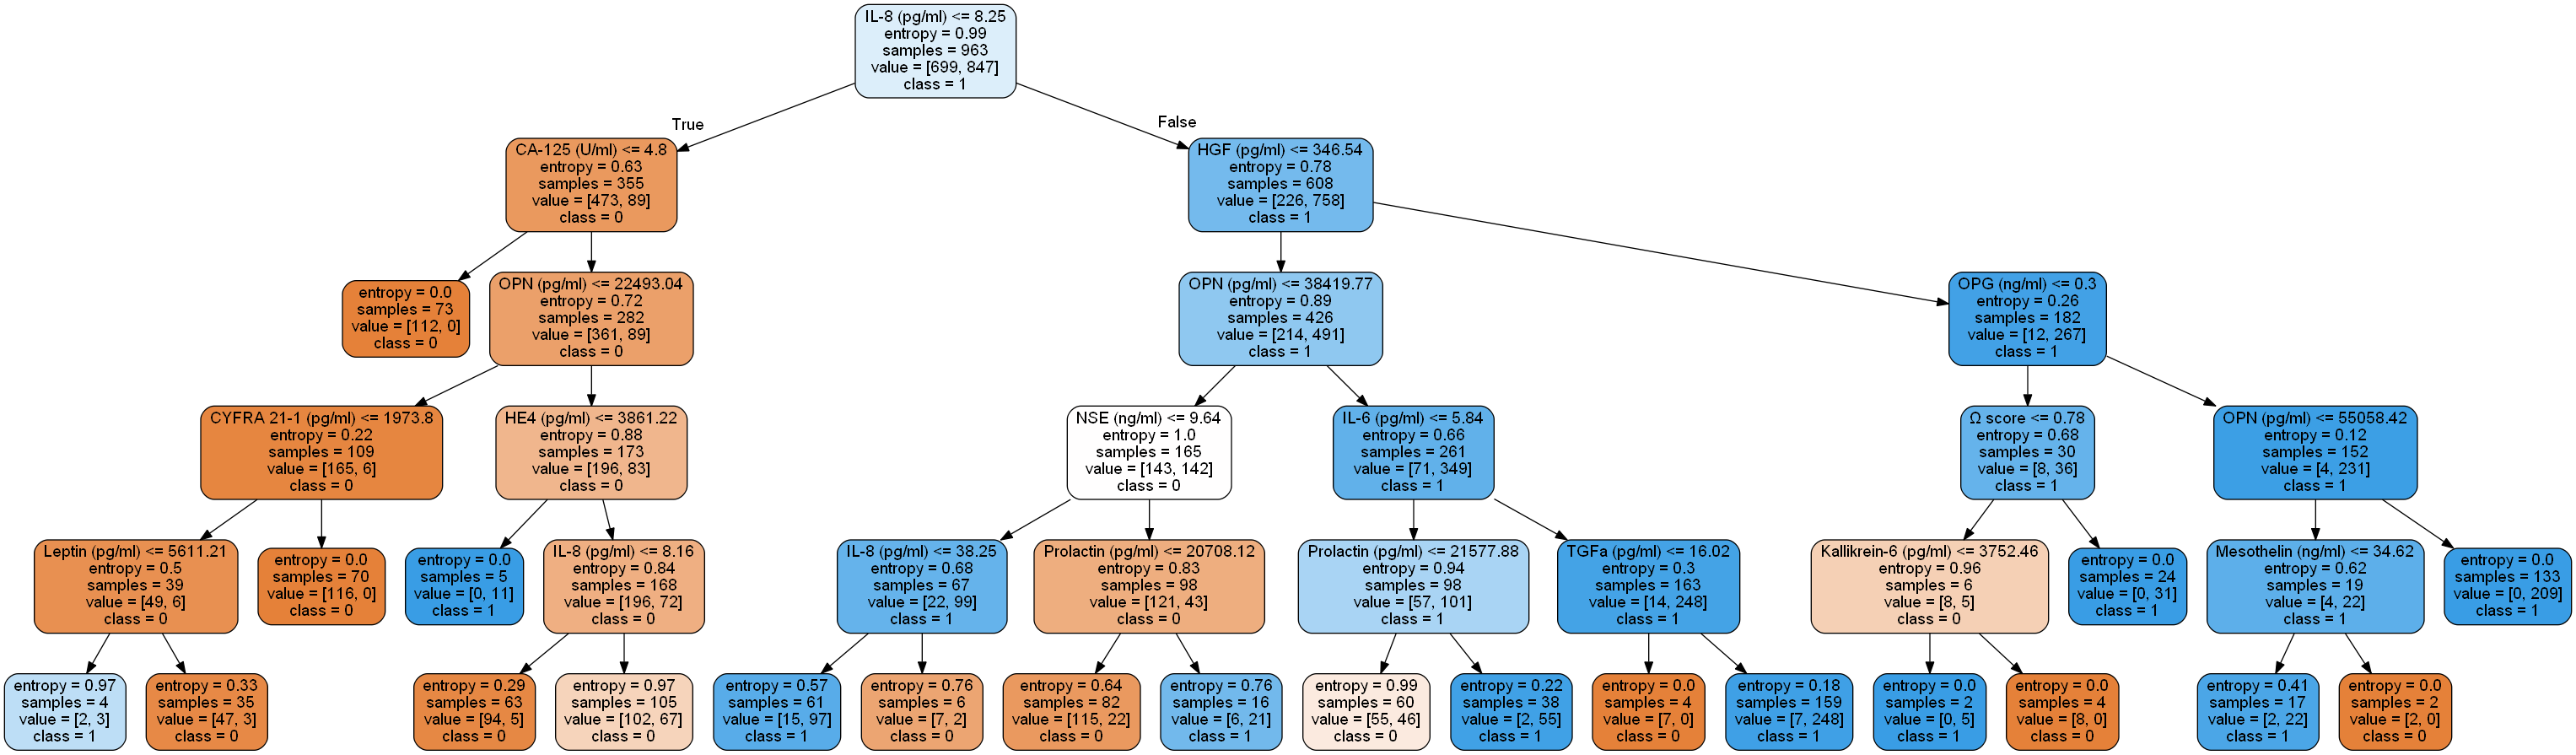 IL-8 (pg/ml) <= 8.25
entropy = 0.99
samples = 963
value = [699, 847]
class = 1
True
False
CA-125 (U/ml) <= 4.8
entropy = 0.63
samples = 355
value = [473, 89]
class = 0
HGF (pg/ml) <= 346.54
entropy = 0.78
samples = 608
value = [226, 758]
class = 1
entropy = 0.0
samples = 73
value = [112, 0]
class = 0
OPN (pg/ml) <= 22493.04
entropy = 0.72
samples = 282
value = [361, 89]
class = 0
OPN (pg/ml) <= 38419.77
entropy = 0.89
samples = 426
value = [214, 491]
class = 1
OPG (ng/ml) <= 0.3
entropy = 0.26
samples = 182
value = [12, 267]
class = 1
CYFRA 21-1 (pg/ml) <= 1973.8
entropy = 0.22
samples = 109
value = [165, 6]
class = 0
HE4 (pg/ml) <= 3861.22
entropy = 0.88
samples = 173
value = [196, 83]
class = 0
NSE (ng/ml) <= 9.64
entropy = 1.0
samples = 165
value = [143, 142]
class = 0
IL-6 (pg/ml) <= 5.84
entropy = 0.66
samples = 261
value = [71, 349]
class = 1
Ω score <= 0.78
entropy = 0.68
samples = 30
value = [8, 36]
class = 1
OPN (pg/ml) <= 55058.42
entropy = 0.12
samples = 152
value = [4, 231]
class = 1
Leptin (pg/ml) <= 5611.21
entropy = 0.5
samples = 39
value = [49, 6]
class = 0
entropy = 0.0
samples = 70
value = [116, 0]
class = 0
entropy = 0.0
samples = 5
value = [0, 11]
class = 1
IL-8 (pg/ml) <= 8.16
entropy = 0.84
samples = 168
value = [196, 72]
class = 0
IL-8 (pg/ml) <= 38.25
entropy = 0.68
samples = 67
value = [22, 99]
class = 1
Prolactin (pg/ml) <= 20708.12
entropy = 0.83
samples = 98
value = [121, 43]
class = 0
Prolactin (pg/ml) <= 21577.88
entropy = 0.94
samples = 98
value = [57, 101]
class = 1
TGFa (pg/ml) <= 16.02
entropy = 0.3
samples = 163
value = [14, 248]
class = 1
Kallikrein-6 (pg/ml) <= 3752.46
entropy = 0.96
samples = 6
value = [8, 5]
class = 0
entropy = 0.0
samples = 24
value = [0, 31]
class = 1
Mesothelin (ng/ml) <= 34.62
entropy = 0.62
samples = 19
value = [4, 22]
class = 1
entropy = 0.0
samples = 133
value = [0, 209]
class = 1
entropy = 0.97
samples = 4
value = [2, 3]
class = 1
entropy = 0.33
samples = 35
value = [47, 3]
class = 0
entropy = 0.29
samples = 63
value = [94, 5]
class = 0
entropy = 0.97
samples = 105
value = [102, 67]
class = 0
entropy = 0.57
samples = 61
value = [15, 97]
class = 1
entropy = 0.76
samples = 6
value = [7, 2]
class = 0
entropy = 0.64
samples = 82
value = [115, 22]
class = 0
entropy = 0.76
samples = 16
value = [6, 21]
class = 1
entropy = 0.99
samples = 60
value = [55, 46]
class = 0
entropy = 0.22
samples = 38
value = [2, 55]
class = 1
entropy = 0.0
samples = 4
value = [7, 0]
class = 0
entropy = 0.18
samples = 159
value = [7, 248]
class = 1
entropy = 0.0
samples = 2
value = [0, 5]
class = 1
entropy = 0.0
samples = 4
value = [8, 0]
class = 0
entropy = 0.41
samples = 17
value = [2, 22]
class = 1
entropy = 0.0
samples = 2
value = [2, 0]
class = 0